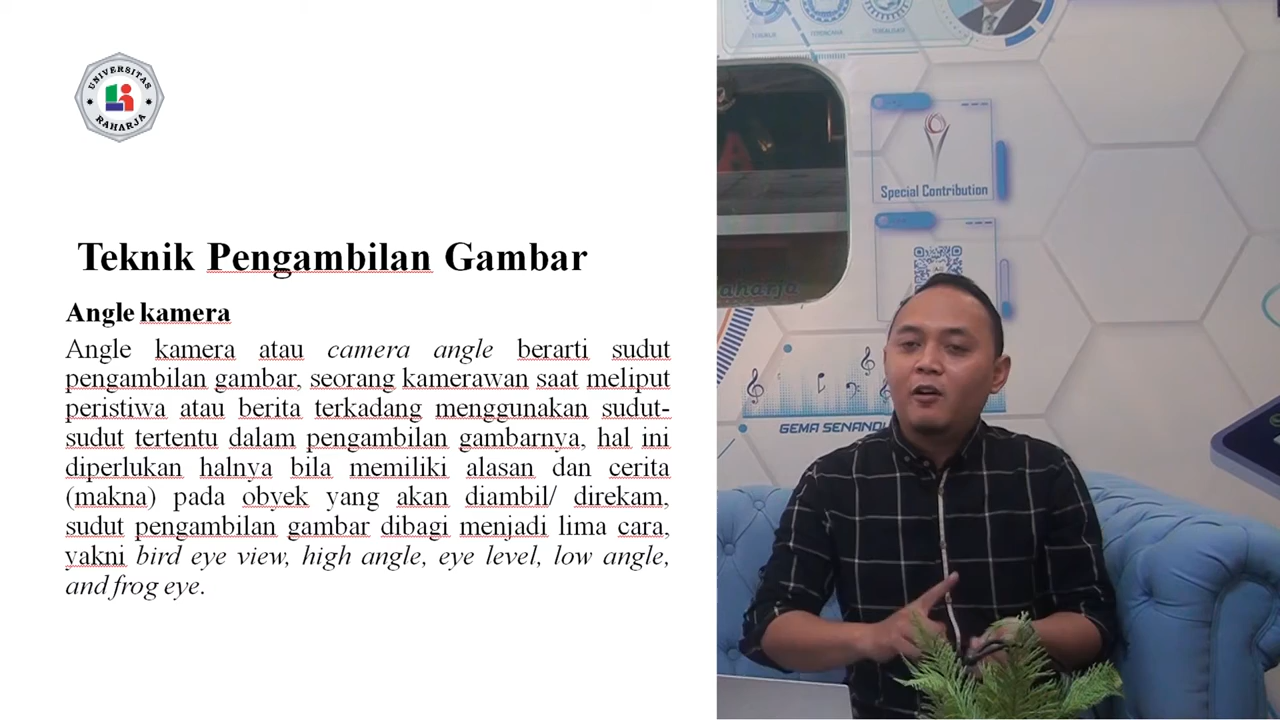 UNIVERSITAS
RAHARJA
Teknik Pengambilan Gambar
Angle kamera
Angle kamera atau camera angle berarti sudut
pengambilan gambar, seorang kamerawan saat meliput
peristiwa atau berita terkadang menggunakan sudut-
sudut tertentu dalam pengambilan gambarnya, hal ini
diperlukan halnya bila memiliki alasan dan cerita
(makna) pada obyek yang akan diambil/ direkam,
sudut pengambilan gambar dibagi menjadi lima cara,
yakni bird eye view, high angle, eye level, low angle,
and frog eye.
Special Contribution
aharja
GEMA SENAND